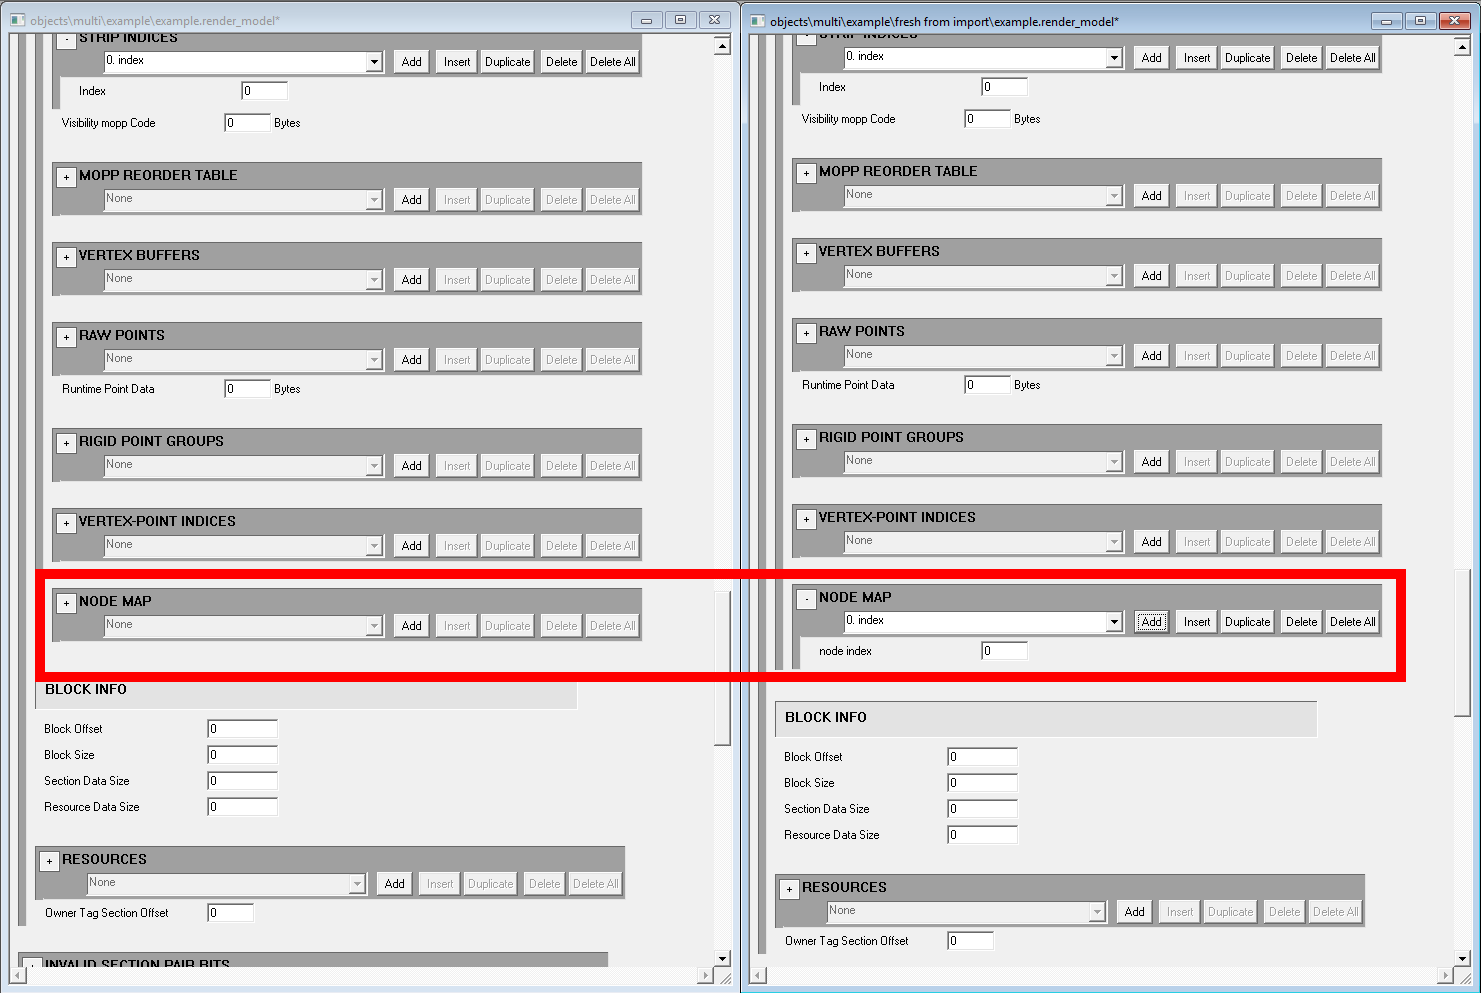 objects\multi\example\example.render_model*
STRIP INDICES
0. index
Add Insert Duplicate Delete Delete All
Index 0
Visibility mopp Code 0 Bytes
+ MOPP REORDER TABLE
None Add Insert Duplicate Delete Delete All
+ VERTEX BUFFERS
None Add Insert Duplicate Delete Delete All
+ RAW POINTS
None Add Insert Duplicate Delete Delete All
Runtime Point Data 0 Bytes
+ RIGID POINT GROUPS
None Add Insert Duplicate Delete Delete All
+ VERTEX-POINT INDICES
None Add Insert Duplicate Delete Delete All
+ NODE MAP
None Add Insert Duplicate Delete Delete All
BLOCK INFO
Block Offset 0
Block Size 0
Section Data Size 0
Resource Data Size 0
+ RESOURCES
None Add Insert Duplicate Delete Delete All
Owner Tag Section Offset 0
INVALID SECTION PAIR BITS
objects\multi\example\fresh from import\example.render_model*
STRIP INDICES
0. index
Add Insert Duplicate Delete Delete All
Index 0
Visibility mopp Code 0 Bytes
+ MOPP REORDER TABLE
None Add Insert Duplicate Delete Delete All
+ VERTEX BUFFERS
None Add Insert Duplicate Delete Delete All
+ RAW POINTS
None Add Insert Duplicate Delete Delete All
Runtime Point Data 0 Bytes
+ RIGID POINT GROUPS
None Add Insert Duplicate Delete Delete All
+ VERTEX-POINT INDICES
None Add Insert Duplicate Delete Delete All
- NODE MAP
0. index Add Insert Duplicate Delete Delete All
node index 0
BLOCK INFO
Block Offset 0
Block Size 0
Section Data Size 0
Resource Data Size 0
+ RESOURCES
None Add Insert Duplicate Delete Delete All
Owner Tag Section Offset 0